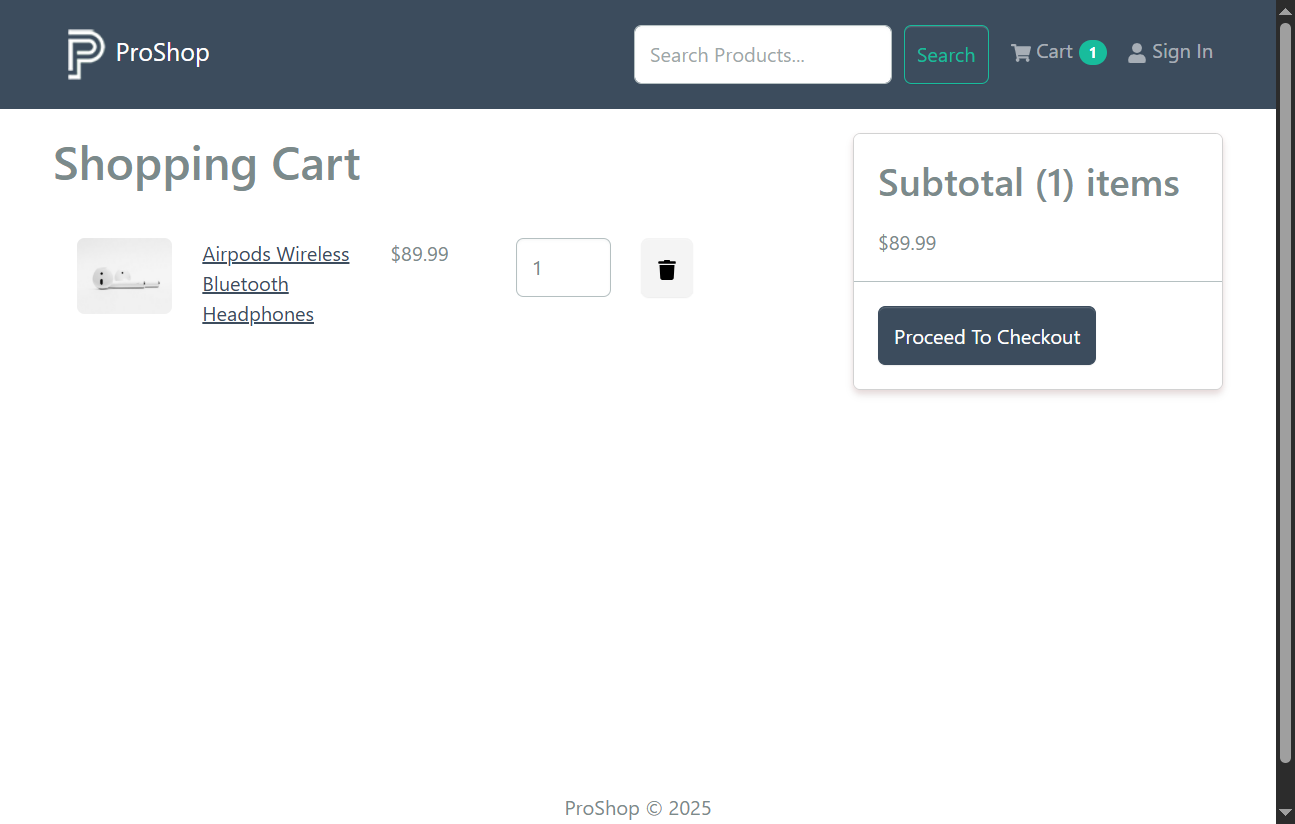 ProShop
Search Products...
Search
Cart 1
Sign In
Shopping Cart
Airpods Wireless
Bluetooth
Headphones
$89.99
1
Subtotal (1) items
$89.99
Proceed To Checkout
ProShop © 2025